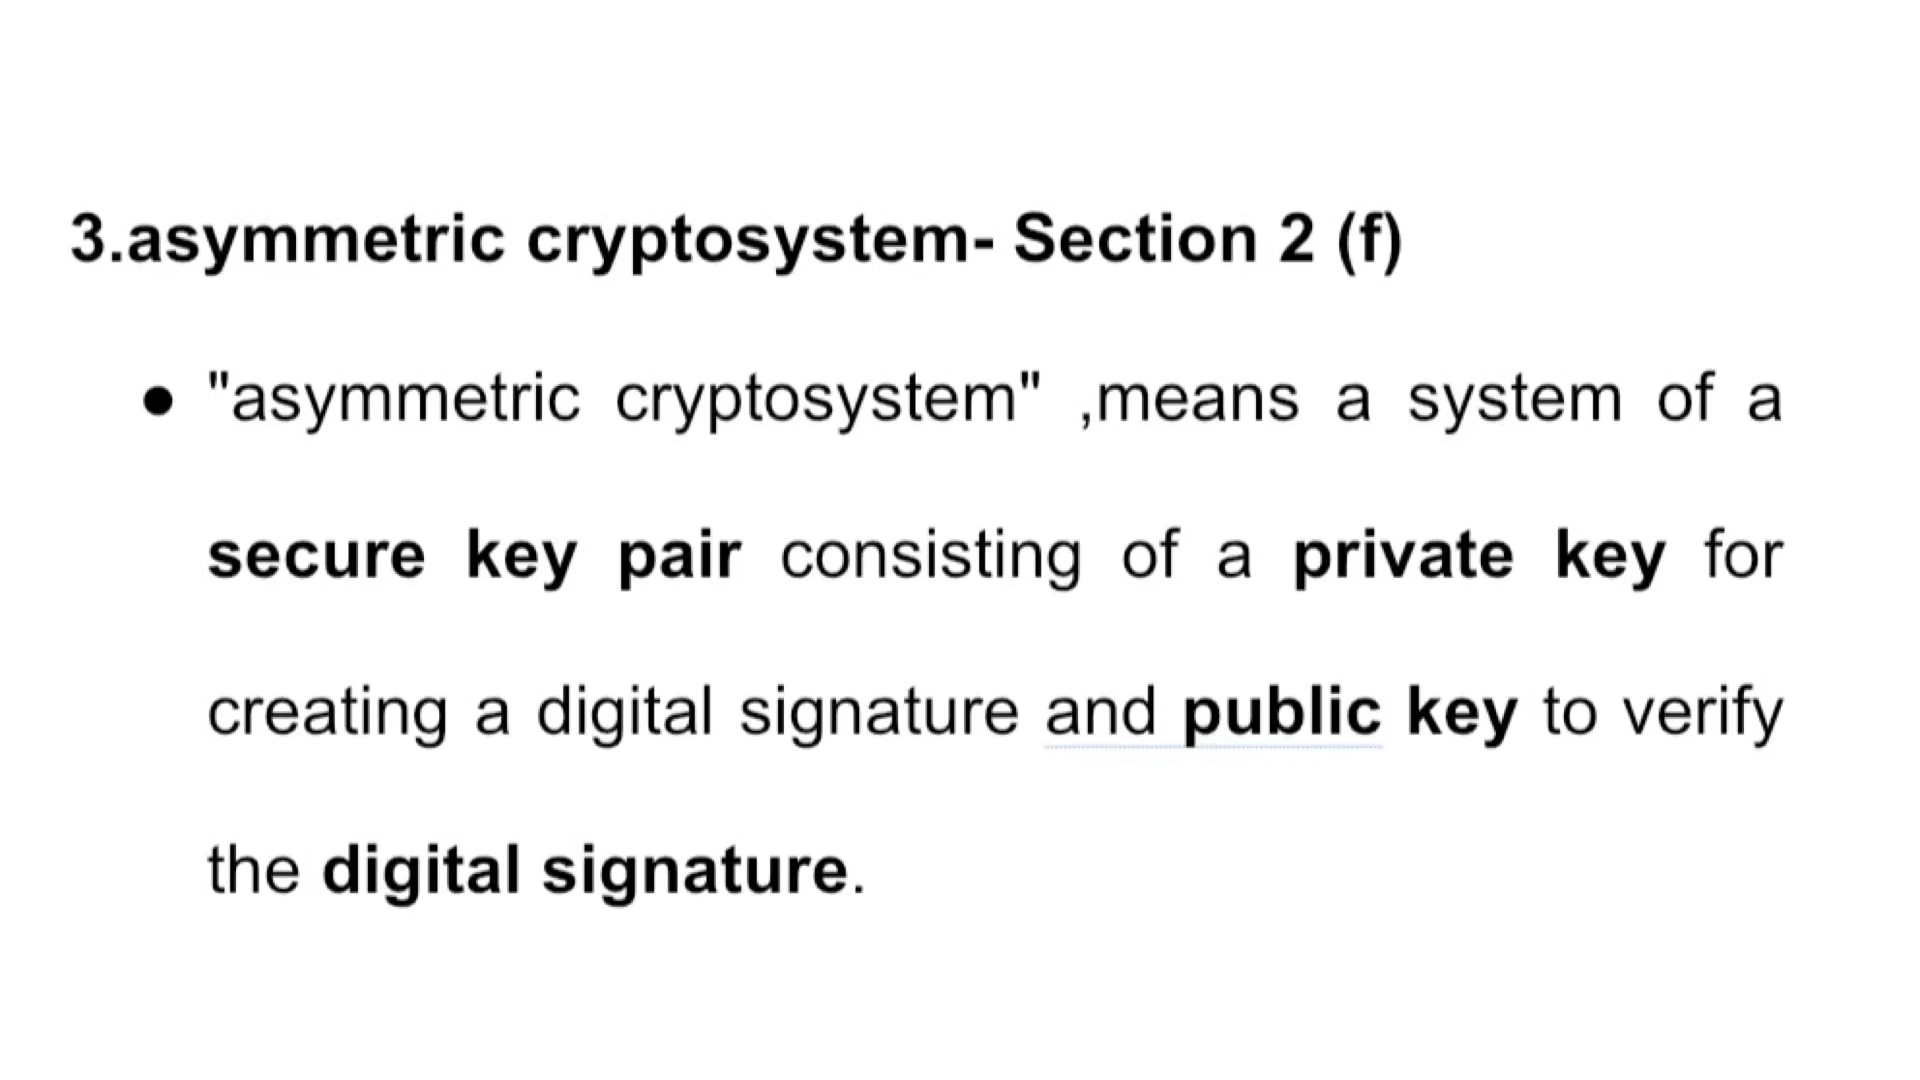 3.asymmetric cryptosystem- Section 2 (f)
● "asymmetric cryptosystem" ,means a system of a
secure key pair consisting of a private key for
creating a digital signature and public key to verify
the digital signature.